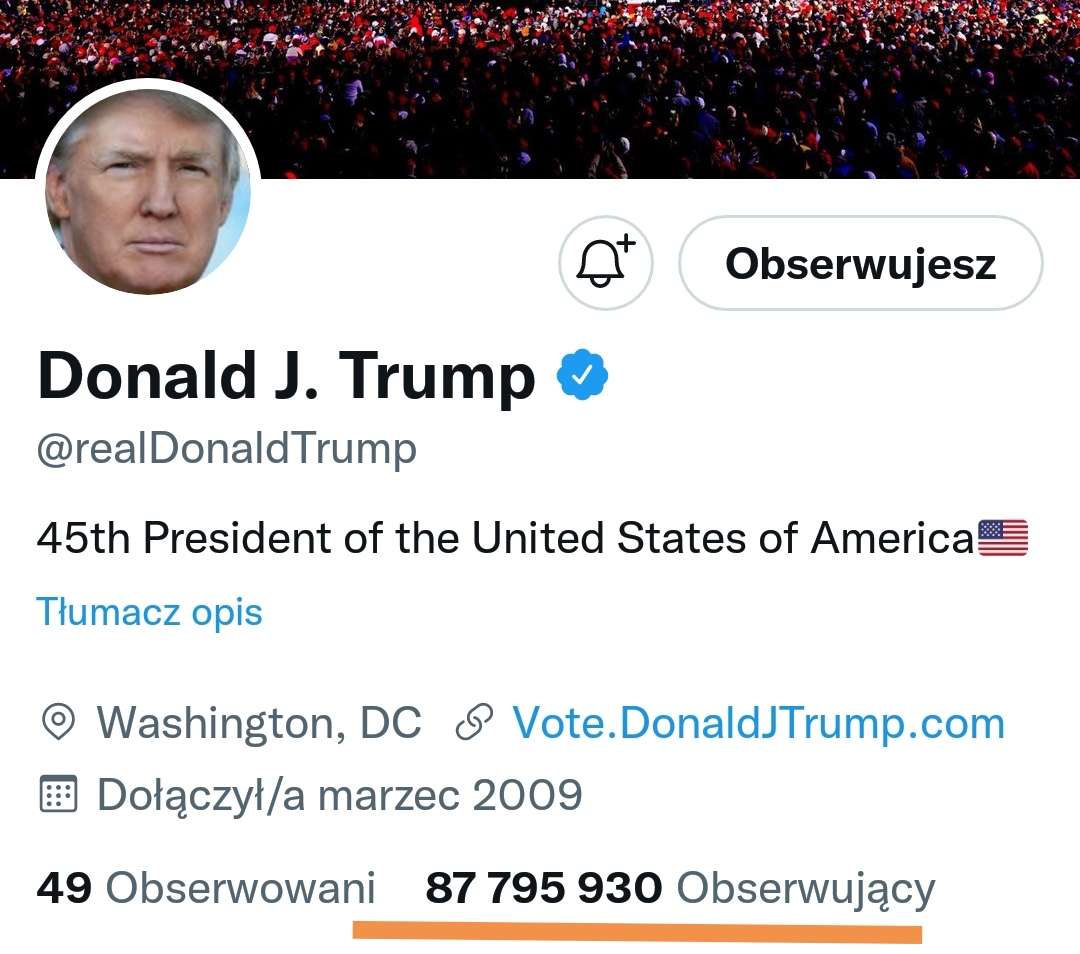 Obserwujesz
Donald J. Trump
@realDonaldTrump
45th President of the United States of America
Tłumacz opis
Washington, DC Vote.DonaldJTrump.com
Dołączył/a marzec 2009
49 Obserwowani 87 795 930 Obserwujący